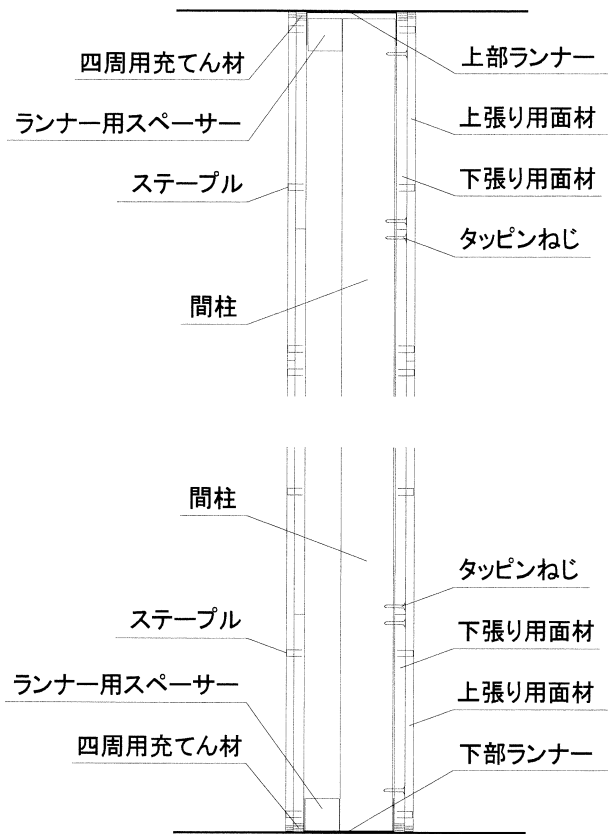 四周用充てん材
上部ランナー
ランナー用スペーサー
上張り用面材
ステープル
下張り用面材
タッピンねじ
間柱
間柱
タッピンねじ
ステープル
下張り用面材
ランナー用スペーサー
上張り用面材
四周用充てん材
下部ランナー